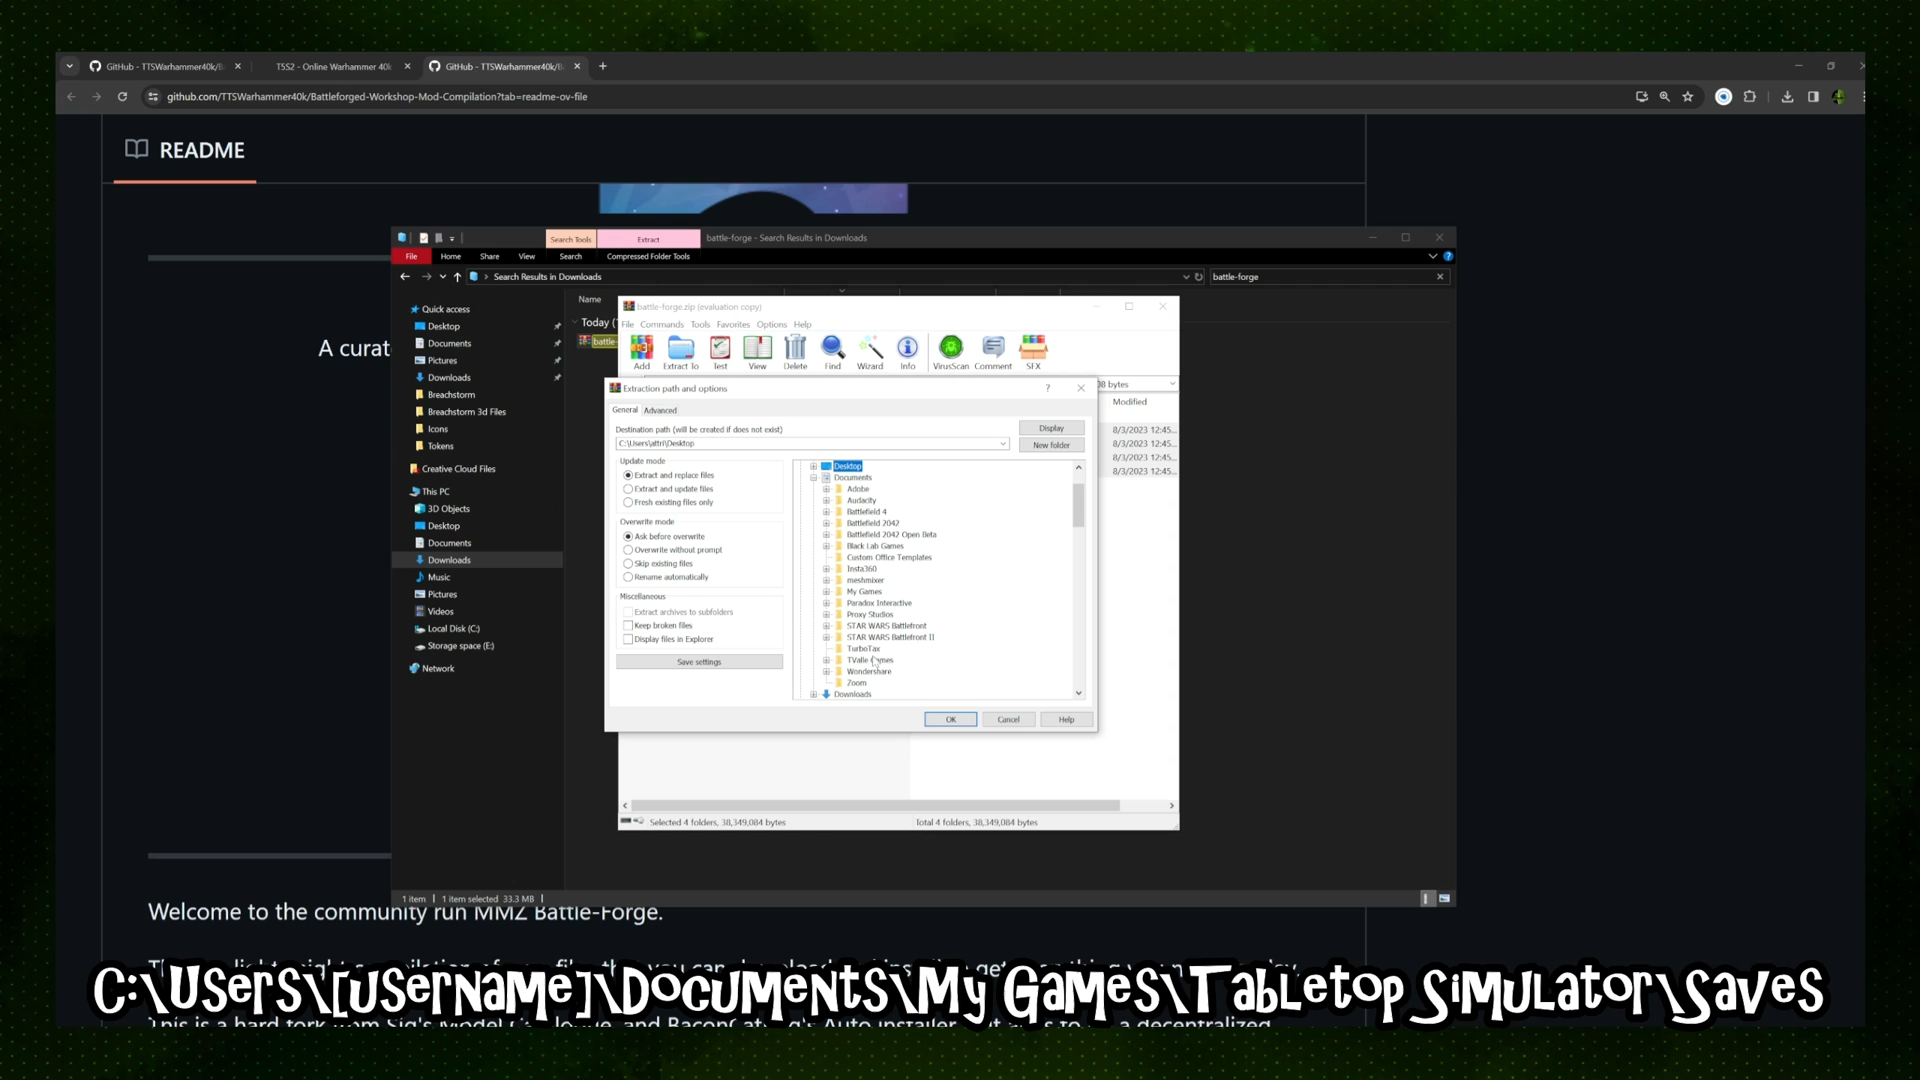 GitHub - TTSWarhammer40k/B
T5S2 - Online Warhammer 40k
GitHub - TTSWarhammer40k/B
github.com/TTSWarhammer40k/Battleforged-Workshop-Mod-Compilation?tab=readme-ov-file
README
Search Tools
Extract
battle-forge - Search Results in Downloads
File
Home
Share
View
Search
Compressed Folder Tools
Search Results in Downloads
battle-forge
Quick access
Desktop
Documents
Pictures
Downloads
Breachstorm
Breachstorm 3d Files
Icons
Tokens
Creative Cloud Files
This PC
3D Objects
Desktop
Documents
Downloads
Music
Pictures
Videos
Local Disk (C:)
Storage space (E:)
Network
Name
Today (
battle-
battle-forge.zip (evaluation copy)
File Commands Tools Favorites Options Help
Add
Extract To
Test
View
Delete
Find
Wizard
Info
VirusScan
Comment
SFX
bytes
Modified
8/3/2023 12:45...
8/3/2023 12:45...
8/3/2023 12:45...
8/3/2023 12:45...
Extraction path and options
General
Advanced
Destination path (will be created if does not exist)
Display
C:\Users\attri\Desktop
New folder
Update mode
Extract and replace files
Extract and update files
Fresh existing files only
Overwrite mode
Ask before overwrite
Overwrite without prompt
Skip existing files
Rename automatically
Miscellaneous
Extract archives to subfolders
Keep broken files
Display files in Explorer
Save settings
Desktop
Documents
Adobe
Audacity
Battlefield 4
Battlefield 2042
Battlefield 2042 Open Beta
Black Lab Games
Custom Office Templates
Insta360
meshmixer
My Games
Paradox Interactive
Proxy Studios
STAR WARS Battlefront
STAR WARS Battlefront II
TurboTax
TValle Games
Wondershare
Zoom
Downloads
OK
Cancel
Help
Selected 4 folders, 38,349,084 bytes
Total 4 folders, 38,349,084 bytes
1 item
1 item selected 33.3 MB
A curat
Welcome to the community run MMZ Battle-Forge.
C:\Users\[username]\Documents\My Games\Tabletop Simulator\Saves